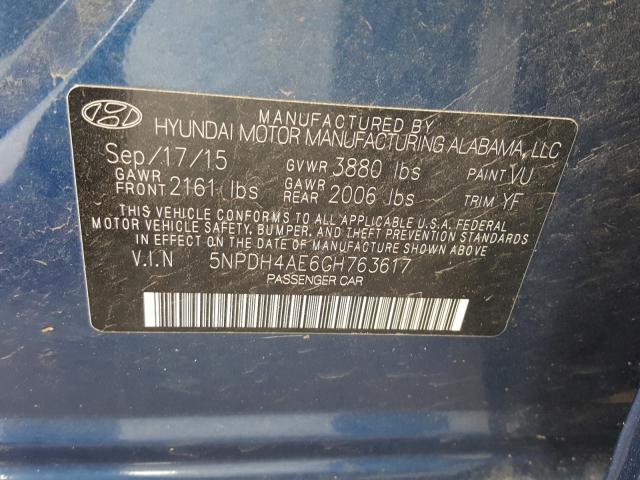 MANUFACTURED BY
HYUNDAI MOTOR MANUFACTURING ALABAMA, LLC
Sep/17/15 GVWR 3880 lbs PAINT VU
GAWR FRONT 2161 lbs GAWR REAR 2006 lbs TRIM YF
THIS VEHICLE CONFORMS TO ALL APPLICABLE U.S.A. FEDERAL
MOTOR VEHICLE SAFETY, BUMPER, AND THEFT PREVENTION STANDARDS
IN EFFECT ON THE DATE OF MANUFACTURE SHOWN ABOVE
V.I.N 5NPDH4AE6GH763617
PASSENGER CAR